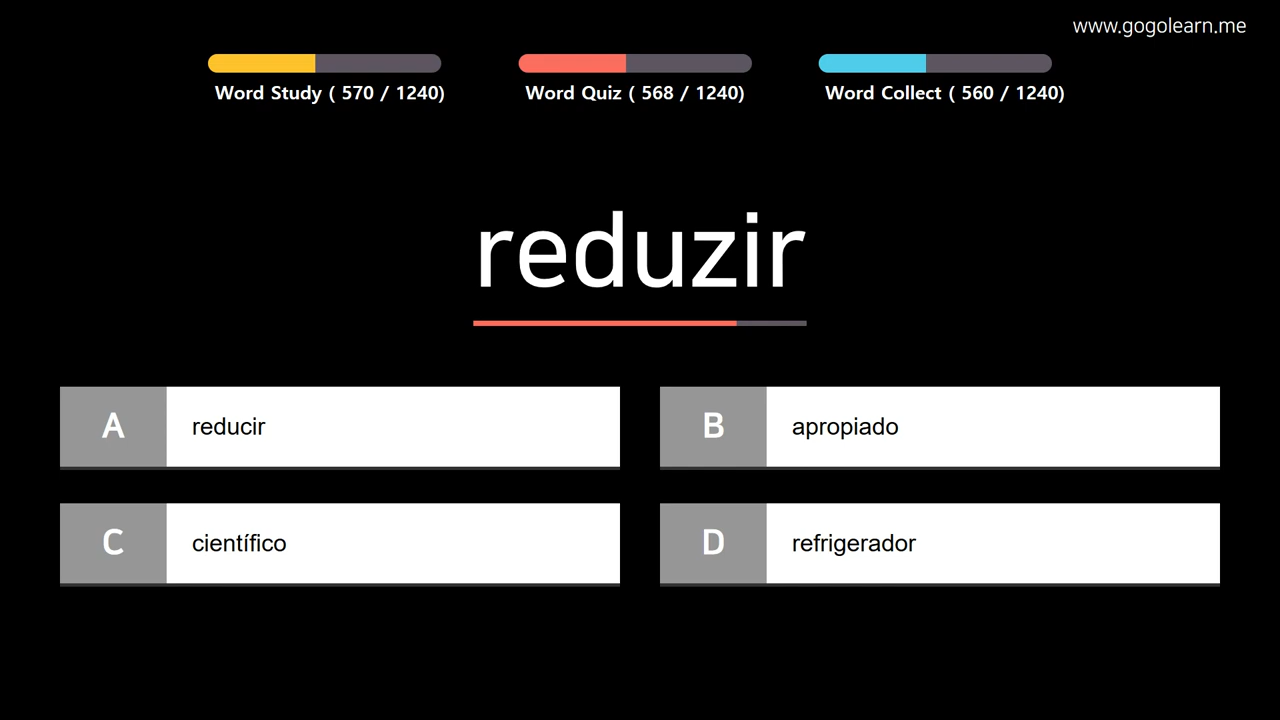 www.gogolearn.me
Word Study ( 570 / 1240)
Word Quiz ( 568 / 1240)
Word Collect ( 560 / 1240)
reduzir
A reducir
B apropiado
C científico
D refrigerador